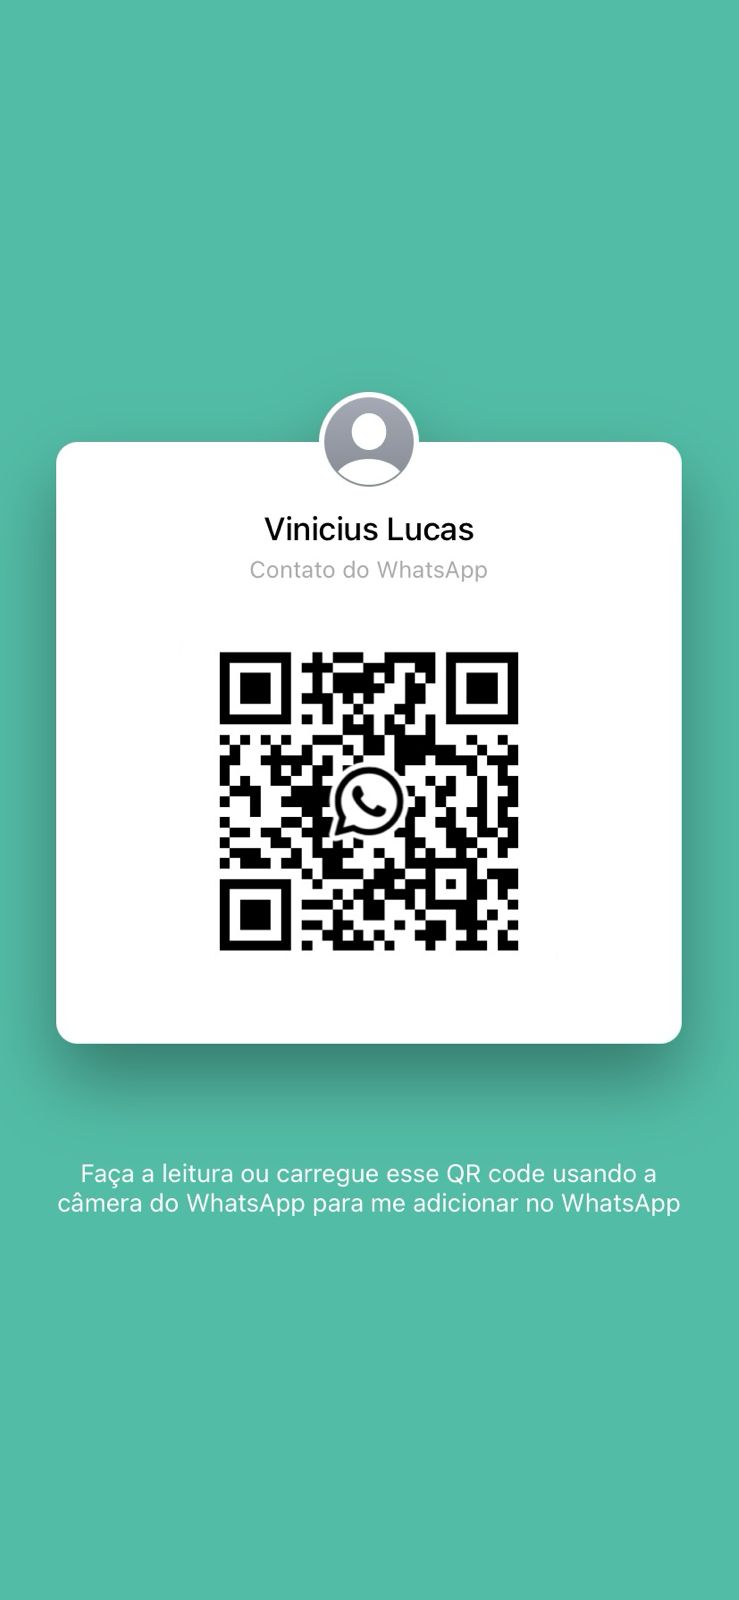 Vinicius Lucas
Contato do WhatsApp
Faça a leitura ou carregue esse QR code usando a
câmera do WhatsApp para me adicionar no WhatsApp